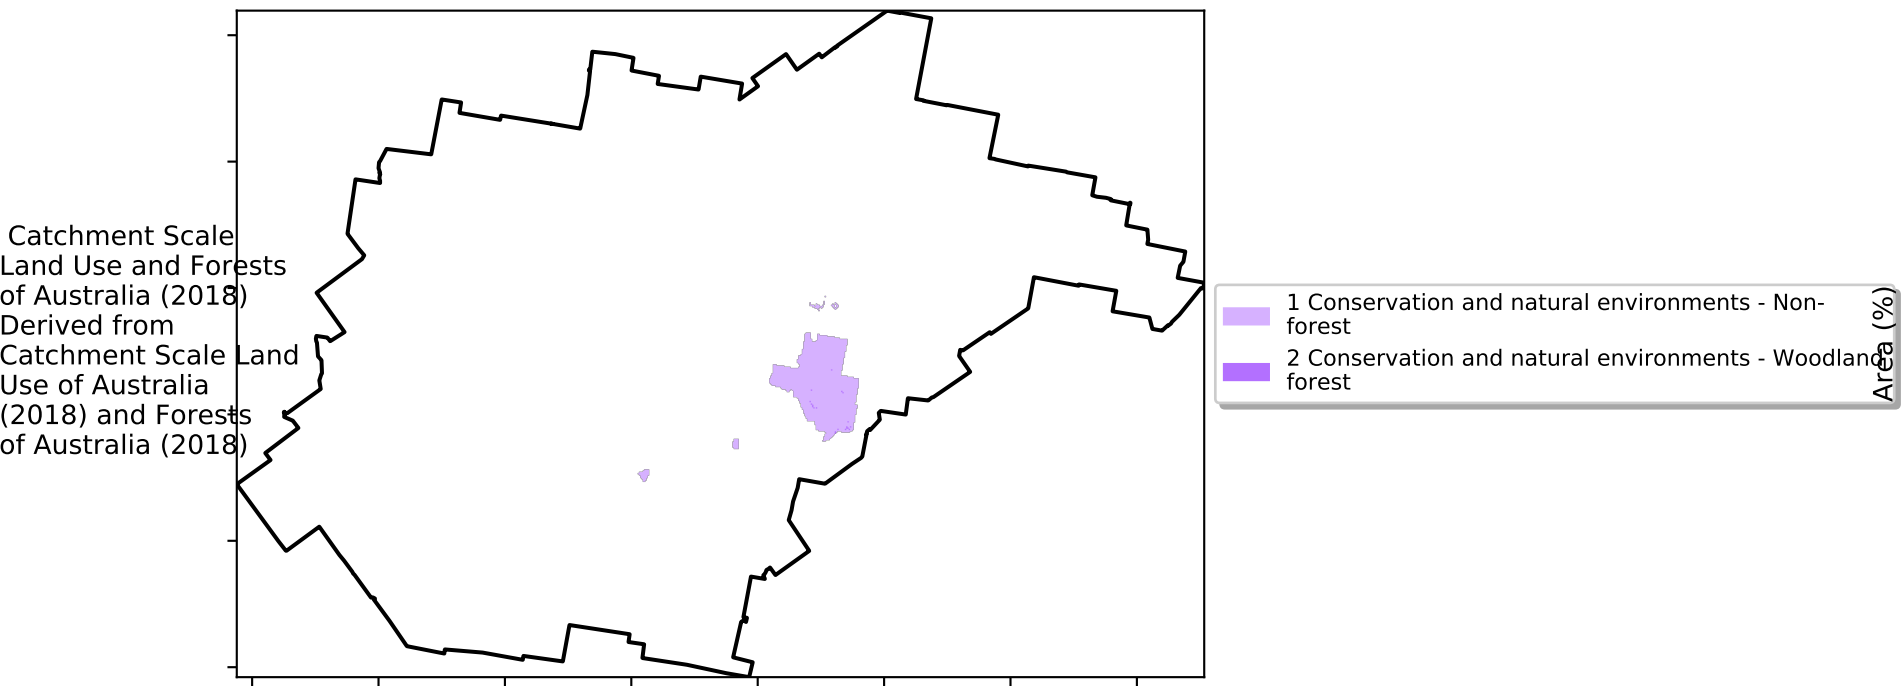 Catchment Scale
Land Use and Forests
of Australia (2018)
Derived from
Catchment Scale Land
Use of Australia
(2018) and Forests
of Australia (2018)
1 Conservation and natural environments - Non-
forest
2 Conservation and natural environments - Woodland
forest
Area (%)